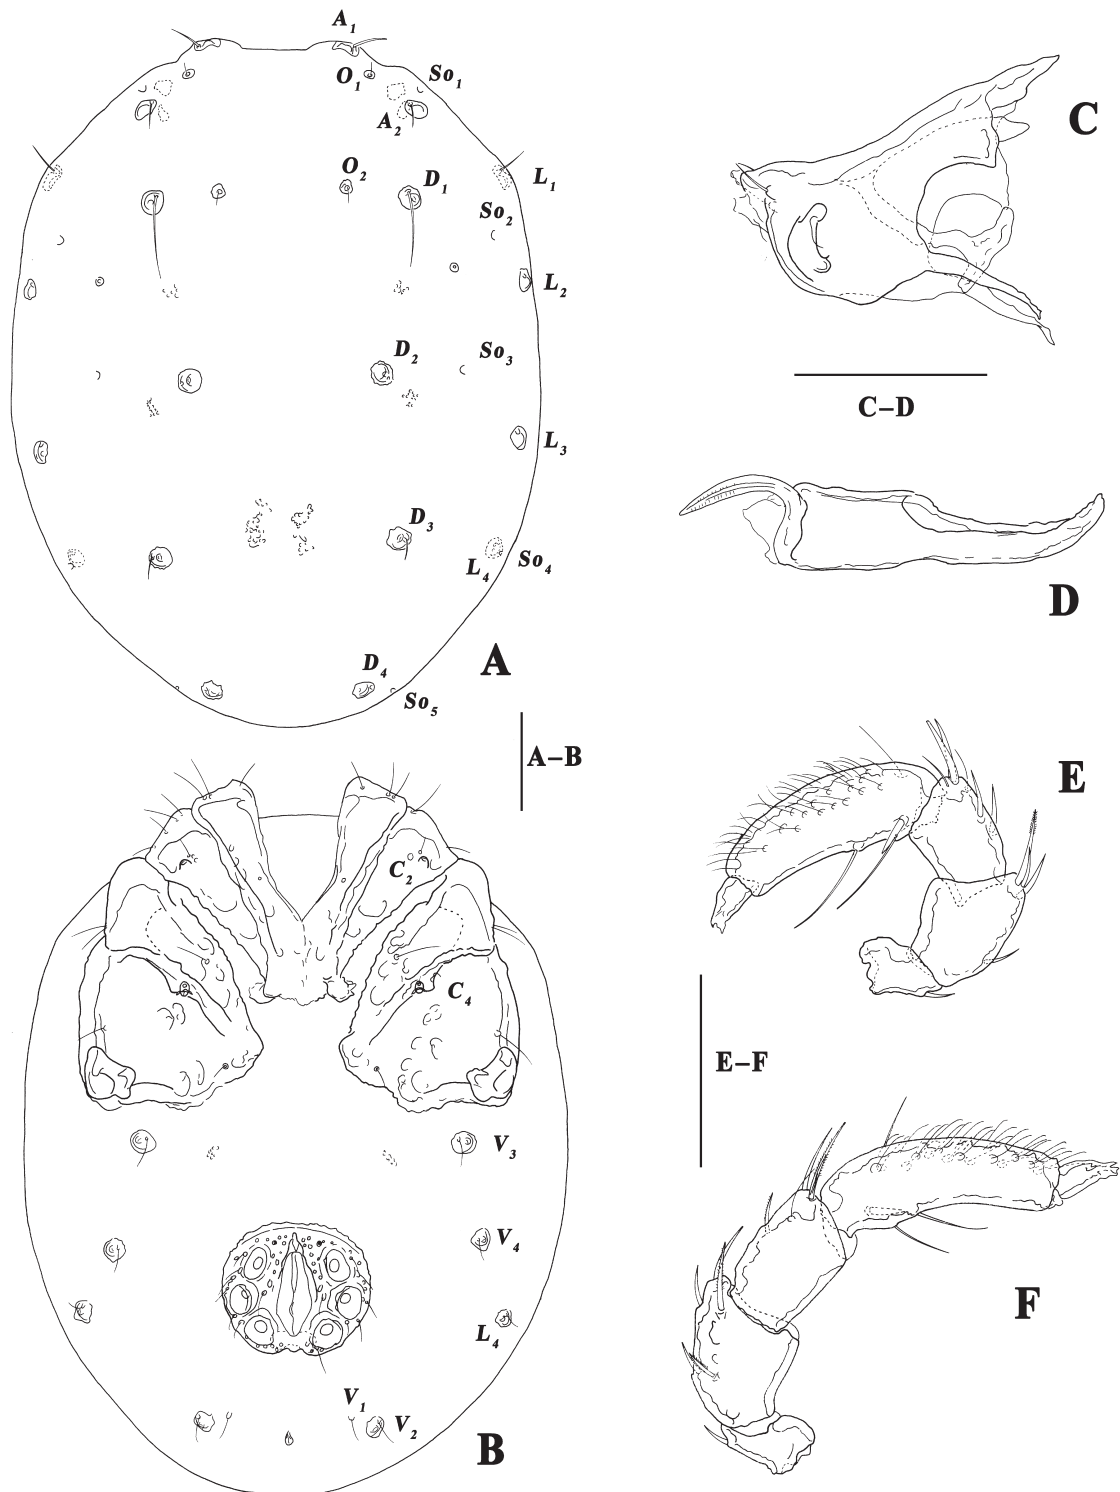 A₁
O₁ So₁
A₂
O₂ D₁ L₁
So₂
L₂
D₂ So₃
L₃
D₃
L₄ So₄
D₄
So₅
A
A–B
C₂
C₄
V₃
V₄
L₄
V₁
V₂
B
C
C–D
D
E
E–F
F